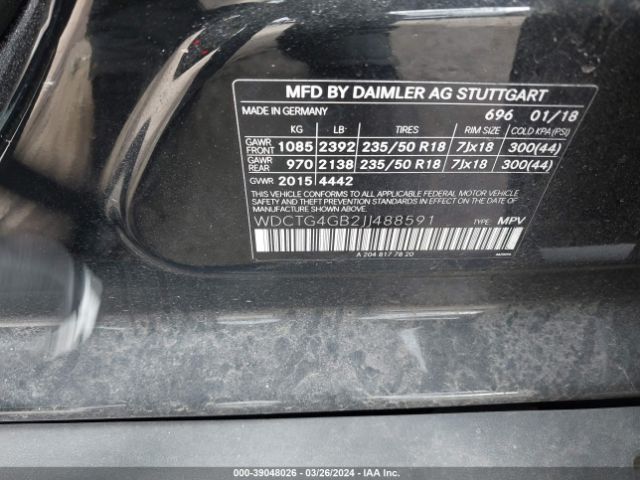 MFD BY DAIMLER AG STUTTGART
MADE IN GERMANY 696 01/18
KG LB TIRES RIM SIZE COLD KPA(PSI)
GAWR FRONT 1085 2392 235/50 R18 7Jx18 300(44)
GAWR REAR 970 2138 235/50 R18 7Jx18 300(44)
GVWR 2015 4442
THIS VEHICLE CONFORMS TO ALL APPLICABLE FEDERAL MOTOR VEHICLE
SAFETY AND THEFT PREVENTION STANDARDS IN EFFECT
ON THE DATE OF MANUFACTURE SHOWN ABOVE.
WDCTG4GB2JJ488591 TYPE MPV
A 204 817 78 20
000-39048026 — 03/26/2024 — IAA Inc.